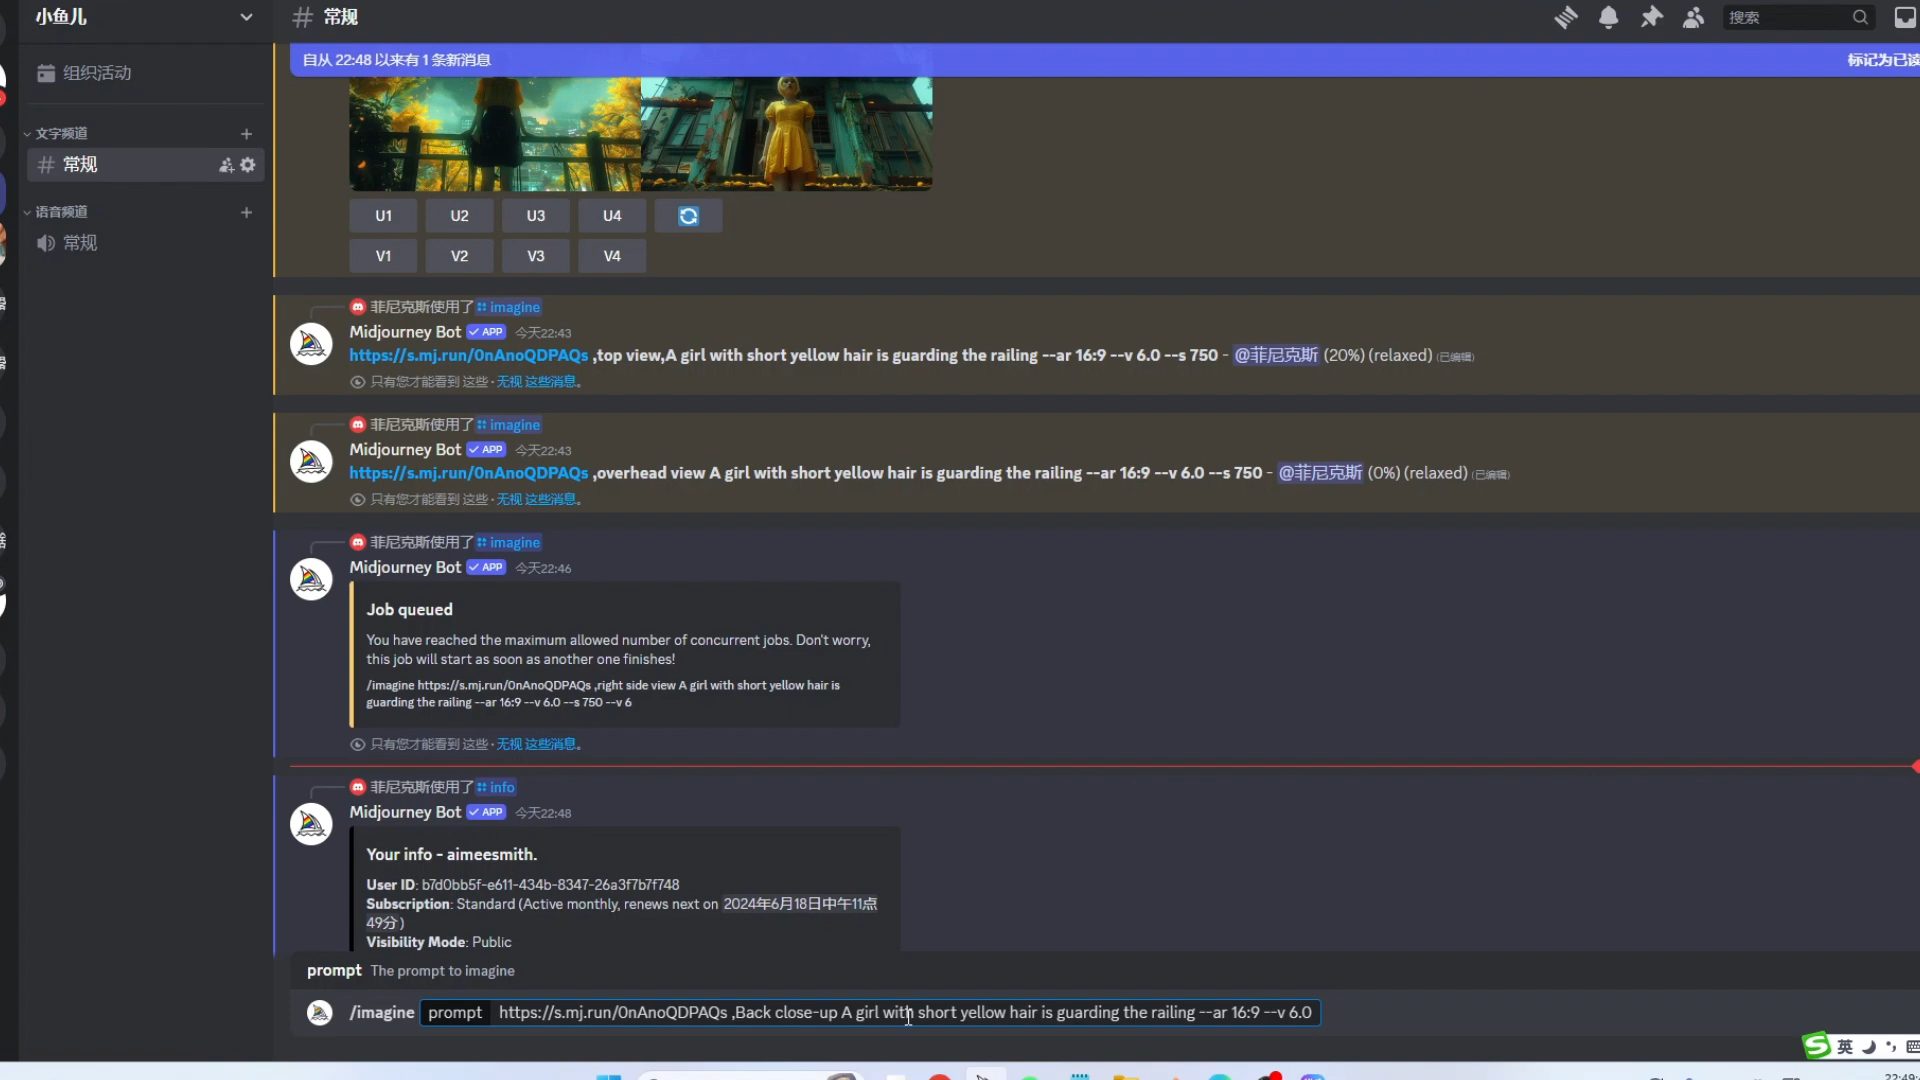 小鱼儿
常规
搜索
自从 22:48 以来有 1 条新消息
标记为已读
组织活动
文字频道
常规
语音频道
常规
U1 U2 U3 U4
V1 V2 V3 V4
菲尼克斯使用了 imagine
Midjourney Bot APP 今天22:43
https://s.mj.run/0nAnoQDPAQs ,top view,A girl with short yellow hair is guarding the railing --ar 16:9 --v 6.0 --s 750 - @菲尼克斯 (20%) (relaxed) (已编辑)
只有您才能看到 这些 · 无视 这些消息。
菲尼克斯使用了 imagine
Midjourney Bot APP 今天22:43
https://s.mj.run/0nAnoQDPAQs ,overhead view A girl with short yellow hair is guarding the railing --ar 16:9 --v 6.0 --s 750 - @菲尼克斯 (0%) (relaxed) (已编辑)
只有您才能看到 这些 · 无视 这些消息。
菲尼克斯使用了 imagine
Midjourney Bot APP 今天22:46
Job queued
You have reached the maximum allowed number of concurrent jobs. Don't worry,
this job will start as soon as another one finishes!
/imagine https://s.mj.run/0nAnoQDPAQs ,right side view A girl with short yellow hair is
guarding the railing --ar 16:9 --v 6.0 --s 750 --v 6
只有您才能看到 这些 · 无视 这些消息。
菲尼克斯使用了 info
Midjourney Bot APP 今天22:48
Your info - aimeesmith.
User ID: b7d0bb5f-e611-434b-8347-26a3f7b7f748
Subscription: Standard (Active monthly, renews next on 2024年6月18日中午11点
49分)
Visibility Mode: Public
prompt The prompt to imagine
/imagine prompt https://s.mj.run/0nAnoQDPAQs ,Back close-up A girl with short yellow hair is guarding the railing --ar 16:9 --v 6.0
英